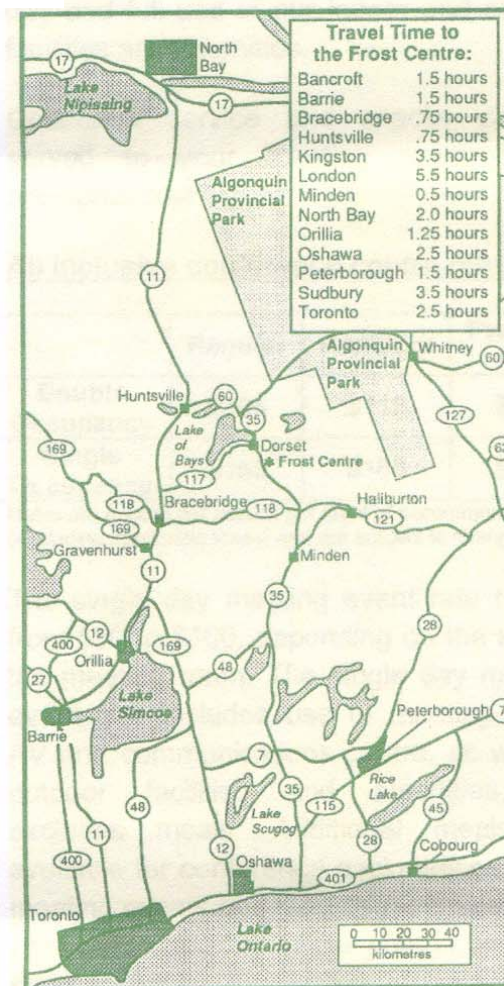 Travel Time to
the Frost Centre:
Bancroft 1.5 hours
Barrie 1.5 hours
Bracebridge .75 hours
Huntsville .75 hours
Kingston 3.5 hours
London 5.5 hours
Minden 0.5 hours
North Bay 2.0 hours
Orillia 1.25 hours
Oshawa 2.5 hours
Peterborough 1.5 hours
Sudbury 3.5 hours
Toronto 2.5 hours
North
Bay
17
17
Lake
Nipissing
Algonquin
Provincial
Park
11
Algonquin
Provincial
Park
Whitney
60
Huntsville
60
35
127
Lake
of
Bays
Dorset
* Frost Centre
117
169
118
Bracebridge
118
Haliburton
121
169
Gravenhurst
Minden
11
35
28
12
169
400
Orillia
48
27
Lake
Simcoe
Barrie
Peterborough
7
7
Rice
Lake
48
35
115
45
Lake
Scugog
11
12
28
Cobourg
400
Oshawa
401
Toronto
Lake
Ontario
0 10 20 30 40
kilometres